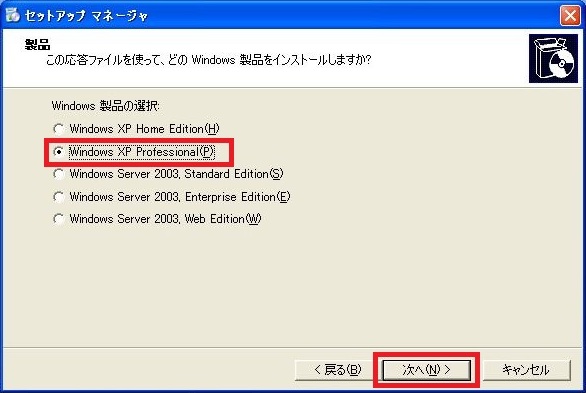 セットアップ マネージャ
製品
この応答ファイルを使って、どの Windows 製品をインストールしますか?
Windows 製品の選択:
Windows XP Home Edition(H)
Windows XP Professional(P)
Windows Server 2003, Standard Edition(S)
Windows Server 2003, Enterprise Edition(E)
Windows Server 2003, Web Edition(W)
< 戻る(B) 次へ(N) > キャンセル